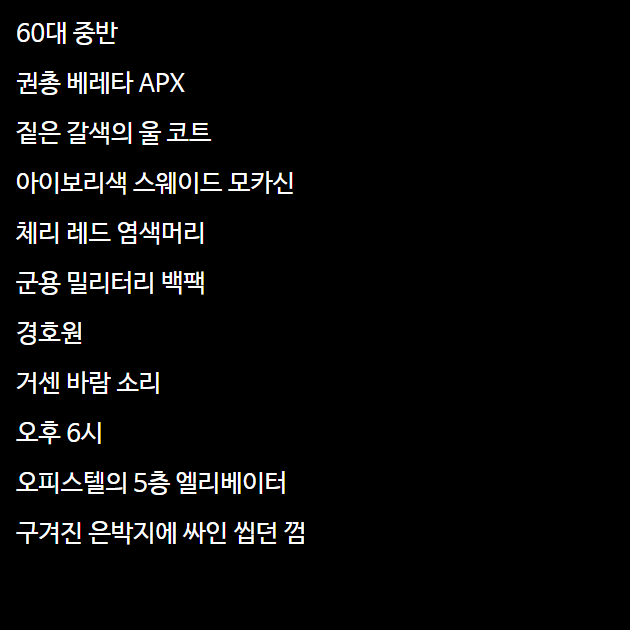 60대 중반
권총 베레타 APX
짙은 갈색의 울 코트
아이보리색 스웨이드 모카신
체리 레드 염색머리
군용 밀리터리 백팩
경호원
거센 바람 소리
오후 6시
오피스텔의 5층 엘리베이터
구겨진 은박지에 싸인 씹던 껌